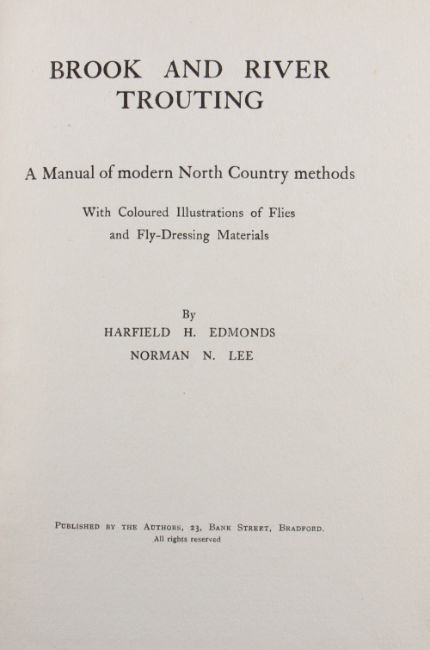 BROOK AND RIVER
TROUTING
A Manual of modern North Country methods
With Coloured Illustrations of Flies
and Fly-Dressing Materials
By
HARFIELD H. EDMONDS
NORMAN N. LEE
Published by the Authors, 23, Bank Street, Bradford.
All rights reserved